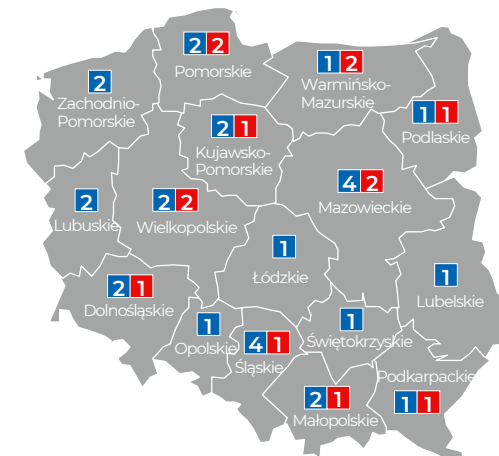 2 2
Pomorskie
1 2
Warmińsko-
Mazurskie
2
Zachodnio-
Pomorskie
1 1
Podlaskie
2 1
Kujawsko-
Pomorskie
4 2
Mazowieckie
2
Lubuskie
2 2
Wielkopolskie
1
Łódzkie
1
Lubelskie
2 1
Dolnośląskie
1
Opolskie
4 1
Śląskie
1
Świętokrzyskie
Podkarpackie
1 1
2 1
Małopolskie